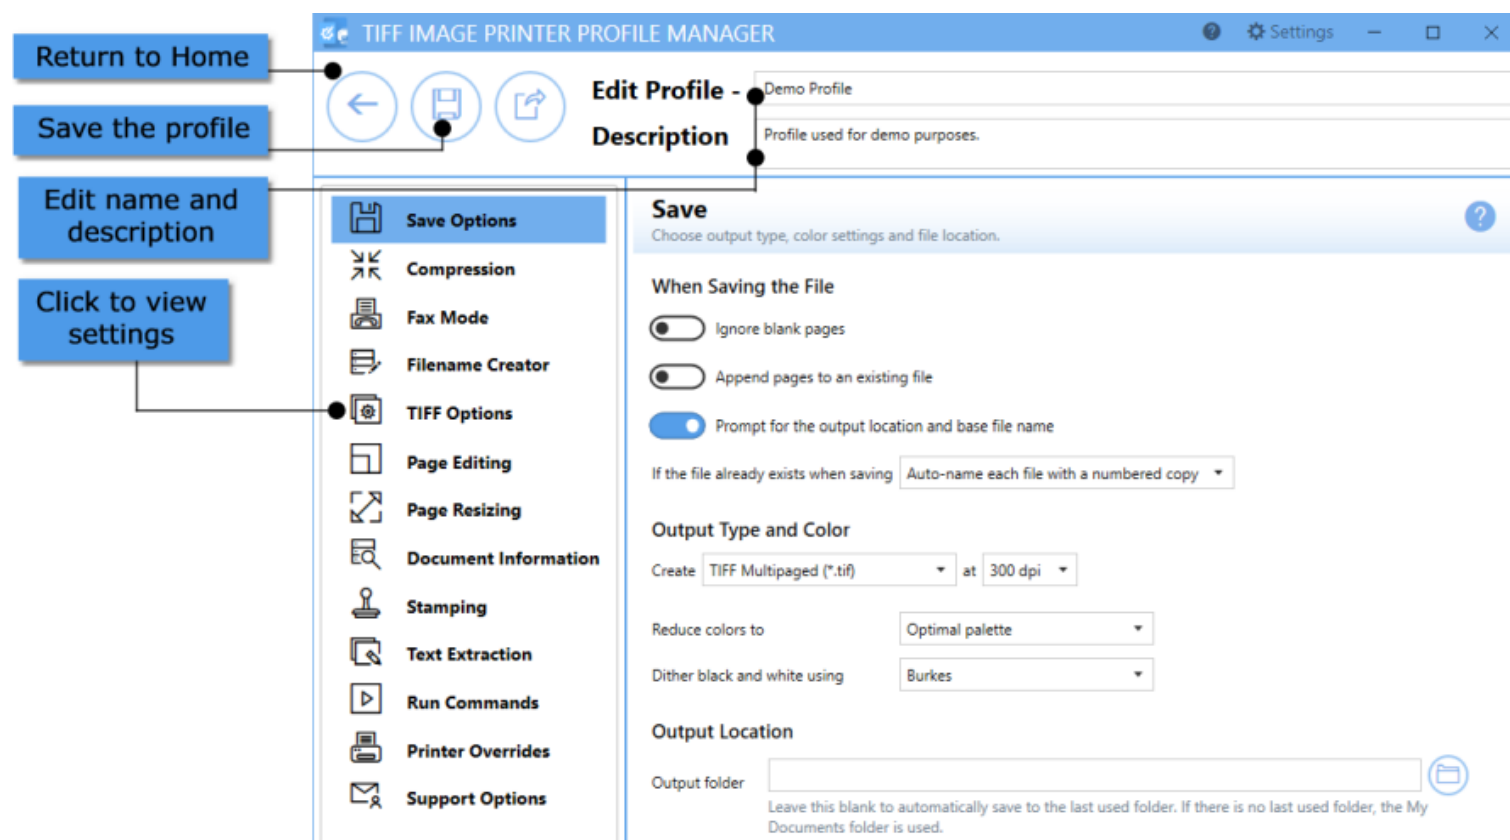 TIFF IMAGE PRINTER PROFILE MANAGER
? Settings
Return to Home
Save the profile
Edit name and
description
Click to view
settings
Edit Profile -
Demo Profile
Description
Profile used for demo purposes.
Save Options
Compression
Fax Mode
Filename Creator
TIFF Options
Page Editing
Page Resizing
Document Information
Stamping
Text Extraction
Run Commands
Printer Overrides
Support Options
Save
?
Choose output type, color settings and file location.
When Saving the File
Ignore blank pages
Append pages to an existing file
Prompt for the output location and base file name
If the file already exists when saving Auto-name each file with a numbered copy
Output Type and Color
Create TIFF Multipaged (*.tif) at 300 dpi
Reduce colors to Optimal palette
Dither black and white using Burkes
Output Location
Output folder
Leave this blank to automatically save to the last used folder. If there is no last used folder, the My
Documents folder is used.